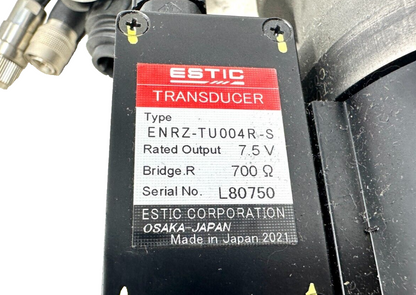 ESTIC
TRANSDUCER
Type
ENRZ-TU004R-S
Rated Output 7.5 V
Bridge.R 700 Ω
Serial No. L80750
ESTIC CORPORATION
OSAKA-JAPAN
Made in Japan 2021